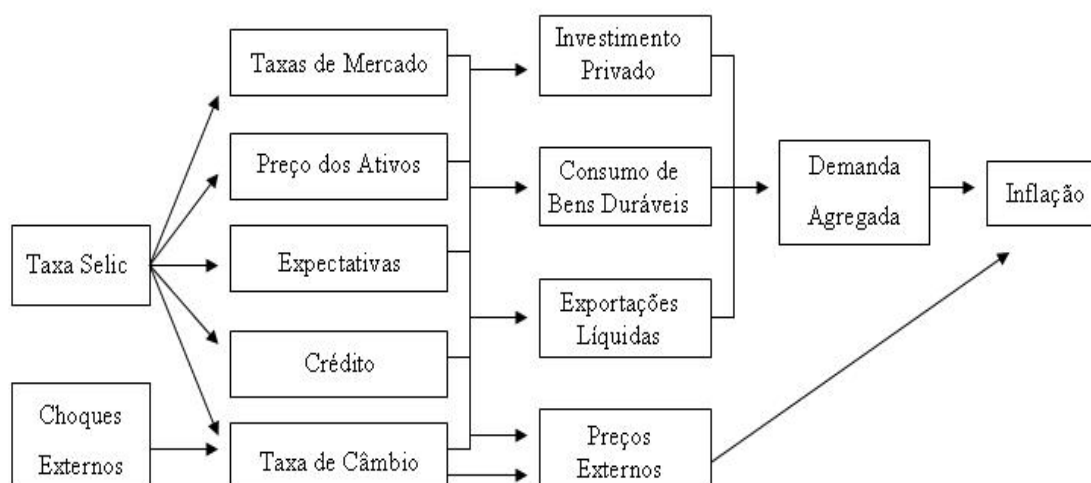 Taxa Selic
Choques
Externos
Taxas de Mercado
Preço dos Ativos
Expectativas
Crédito
Taxa de Câmbio
Investimento
Privado
Consumo de
Bens Duráveis
Exportações
Líquidas
Preços
Externos
Demanda
Agregada
Inflação